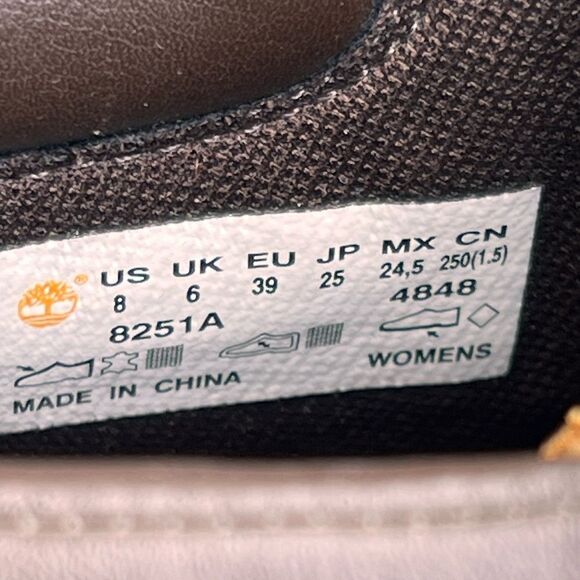 ® US UK EU JP MX CN
8 6 39 25 24,5 250(1.5)
8251A 4848
WOMENS
MADE IN CHINA